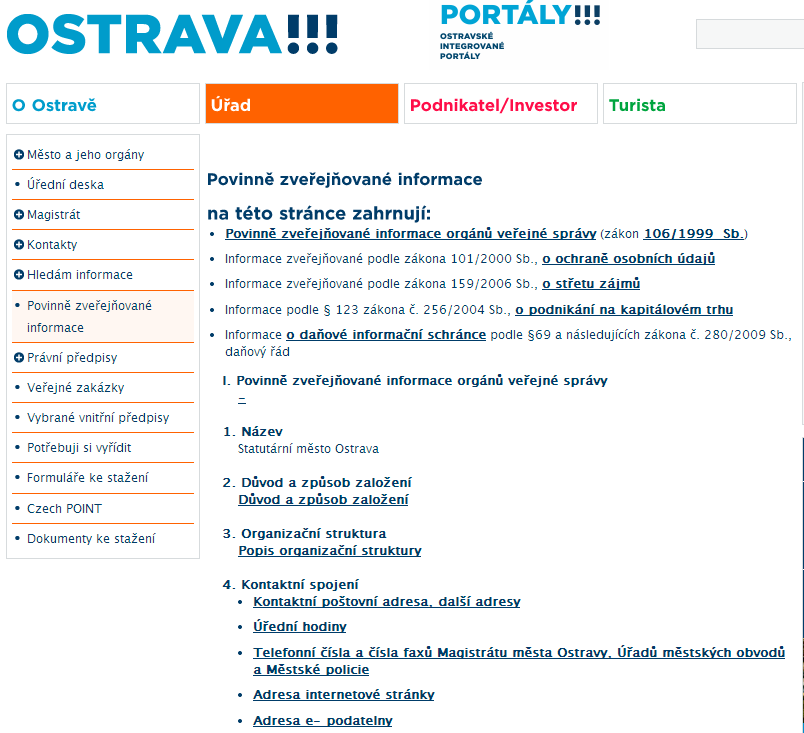 OSTRAVA!!!
PORTÁLY!!!
OSTRAVSKÉ
INTEGROVANÉ
PORTÁLY
O Ostravě
Úřad
Podnikatel/Investor
Turista
Město a jeho orgány
Úřední deska
Magistrát
Kontakty
Hledám informace
Povinně zveřejňované
informace
Právní předpisy
Veřejné zakázky
Vybrané vnitřní předpisy
Potřebuji si vyřídit
Formuláře ke stažení
Czech POINT
Dokumenty ke stažení
Povinně zveřejňované informace
na této stránce zahrnují:
• Povinně zveřejňované informace orgánů veřejné správy (zákon 106/1999 Sb.)
• Informace zveřejňované podle zákona 101/2000 Sb., o ochraně osobních údajů
• Informace zveřejňované podle zákona 159/2006 Sb., o střetu zájmů
• Informace podle § 123 zákona č. 256/2004 Sb., o podnikání na kapitálovém trhu
• Informace o daňové informační schránce podle §69 a následujících zákona č. 280/2009 Sb.,
daňový řád
I. Povinně zveřejňované informace orgánů veřejné správy
–
1. Název
Statutární město Ostrava
2. Důvod a způsob založení
Důvod a způsob založení
3. Organizační struktura
Popis organizační struktury
4. Kontaktní spojení
• Kontaktní poštovní adresa, další adresy
• Úřední hodiny
• Telefonní čísla a čísla faxů Magistrátu města Ostravy, Úřadů městských obvodů
a Městské policie
• Adresa internetové stránky
• Adresa e– podatelny